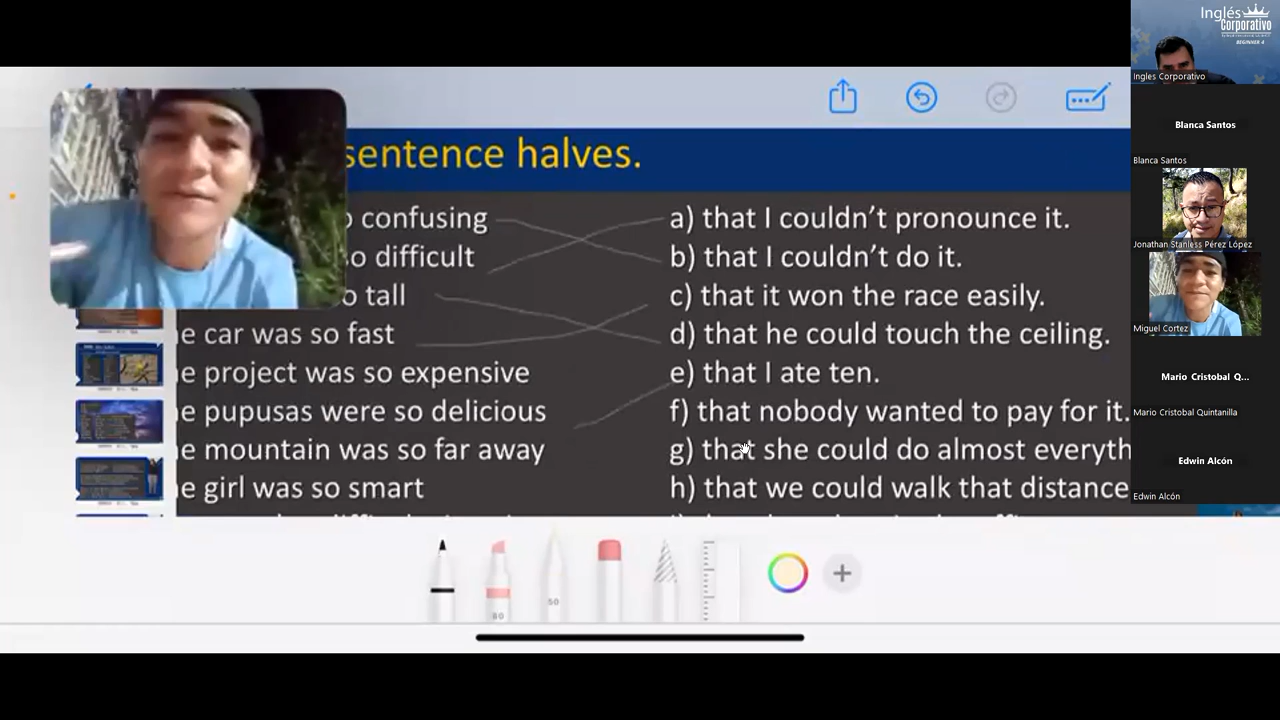 sentence halves.
confusing
so difficult
tall
car was so fast
project was so expensive
pupusas were so delicious
mountain was so far away
girl was so smart
a) that I couldn't pronounce it.
b) that I couldn't do it.
c) that it won the race easily.
d) that he could touch the ceiling.
e) that I ate ten.
f) that nobody wanted to pay for it.
g) that she could do almost everyth
h) that we could walk that distance
80
50
Inglés
Corporativo
BEGINNER 4
Ingles Corporativo
Blanca Santos
Blanca Santos
Jonathan Stanless Pérez López
Miguel Cortez
Mario Cristobal Q...
Mario Cristobal Quintanilla
Edwin Alcón
Edwin Alcón